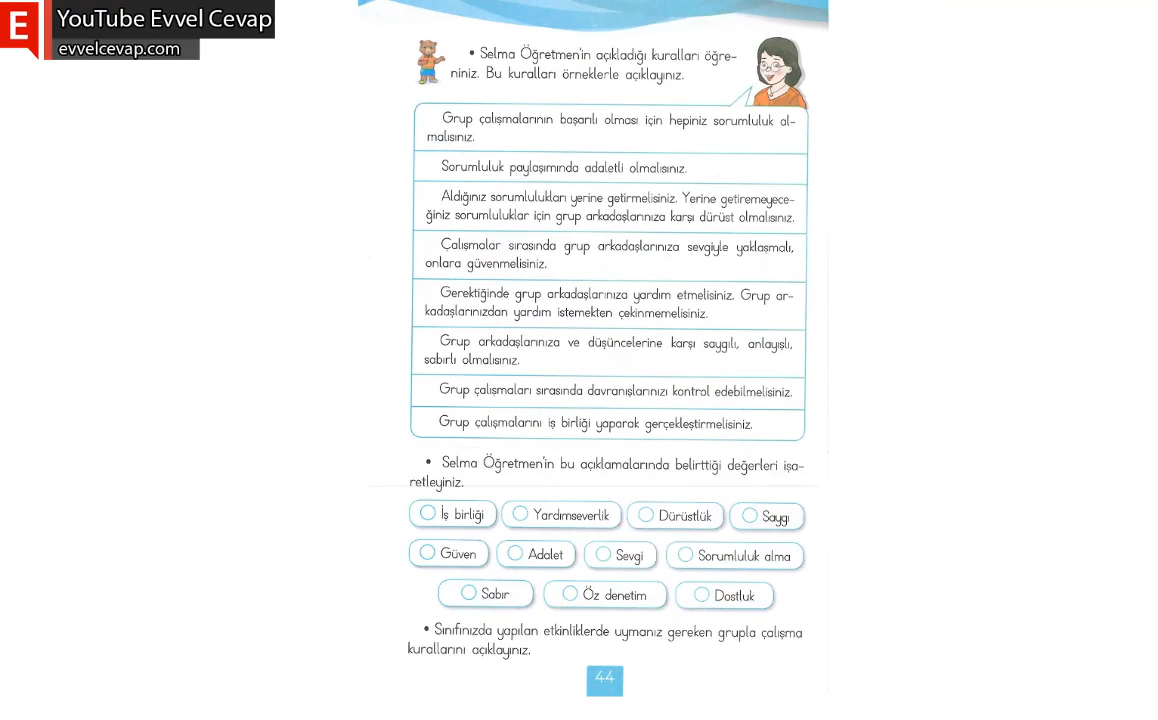 E
YouTube Evvel Cevap
evvelcevap.com
• Selma Öğretmen'in açıkladığı kuralları öğre-
niniz. Bu kuralları örneklerle açıklayınız.
Grup çalışmalarının başarılı olması için hepiniz sorumluluk al-
malısınız.
Sorumluluk paylaşımında adaletli olmalısınız.
Aldığınız sorumlulukları yerine getirmelisiniz. Yerine getiremeyece-
ğiniz sorumluluklar için grup arkadaşlarınıza karşı dürüst olmalısınız.
Çalışmalar sırasında grup arkadaşlarınıza sevgiyle yaklaşmalı,
onlara güvenmelisiniz.
Gerektiğinde grup arkadaşlarınıza yardım etmelisiniz. Grup ar-
kadaşlarınızdan yardım istemekten çekinmemelisiniz.
Grup arkadaşlarınıza ve düşüncelerine karşı saygılı, anlayışlı,
sabırlı olmalısınız.
Grup çalışmaları sırasında davranışlarınızı kontrol edebilmelisiniz.
Grup çalışmalarını iş birliği yaparak gerçekleştirmelisiniz.
• Selma Öğretmen'in bu açıklamalarında belirttiği değerleri işa-
retleyiniz.
İş birliği Yardımseverlik Dürüstlük Saygı
Güven Adalet Sevgi Sorumluluk alma
Sabır Öz denetim Dostluk
• Sınıfınızda yapılan etkinliklerde uymanız gereken grupla çalışma
kurallarını açıklayınız.
44